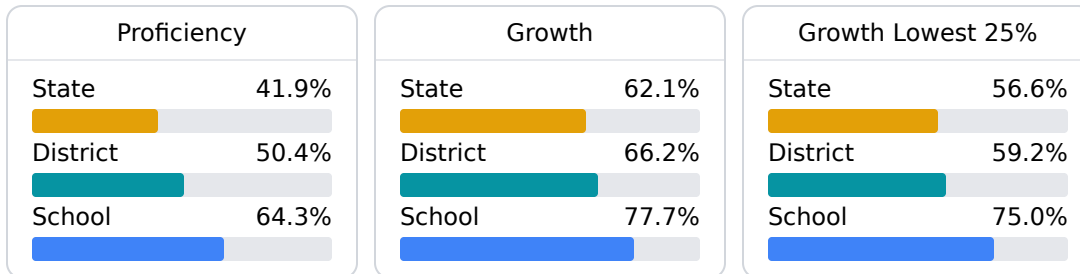 Proficiency
State 41.9%
District 50.4%
School 64.3%
Growth
State 62.1%
District 66.2%
School 77.7%
Growth Lowest 25%
State 56.6%
District 59.2%
School 75.0%